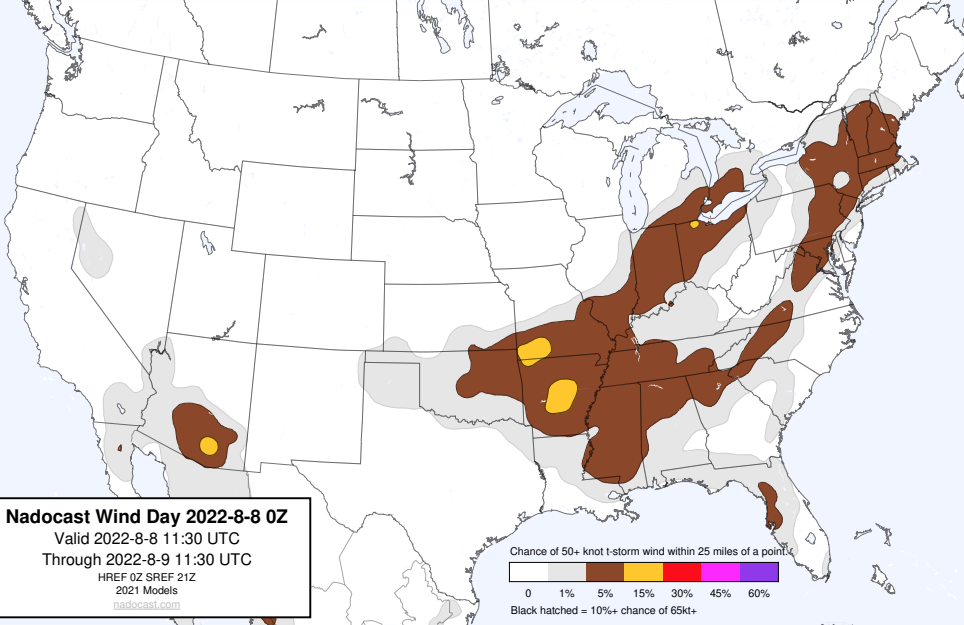 Nadocast Wind Day 2022-8-8 0Z
Valid 2022-8-8 11:30 UTC
Through 2022-8-9 11:30 UTC
HREF 0Z SREF 21Z
2021 Models
nadocast.com
Chance of 50+ knot t-storm wind within 25 miles of a point.
0 1% 5% 15% 30% 45% 60%
Black hatched = 10%+ chance of 65kt+